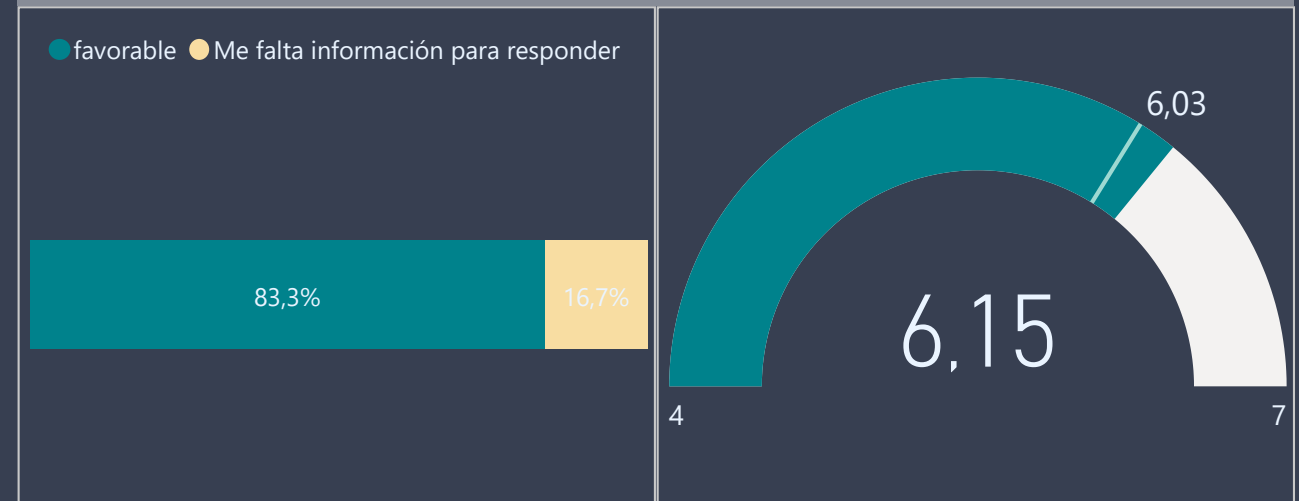 favorable Me falta información para responder
83,3% 16,7%
6,03
6,15
4 7